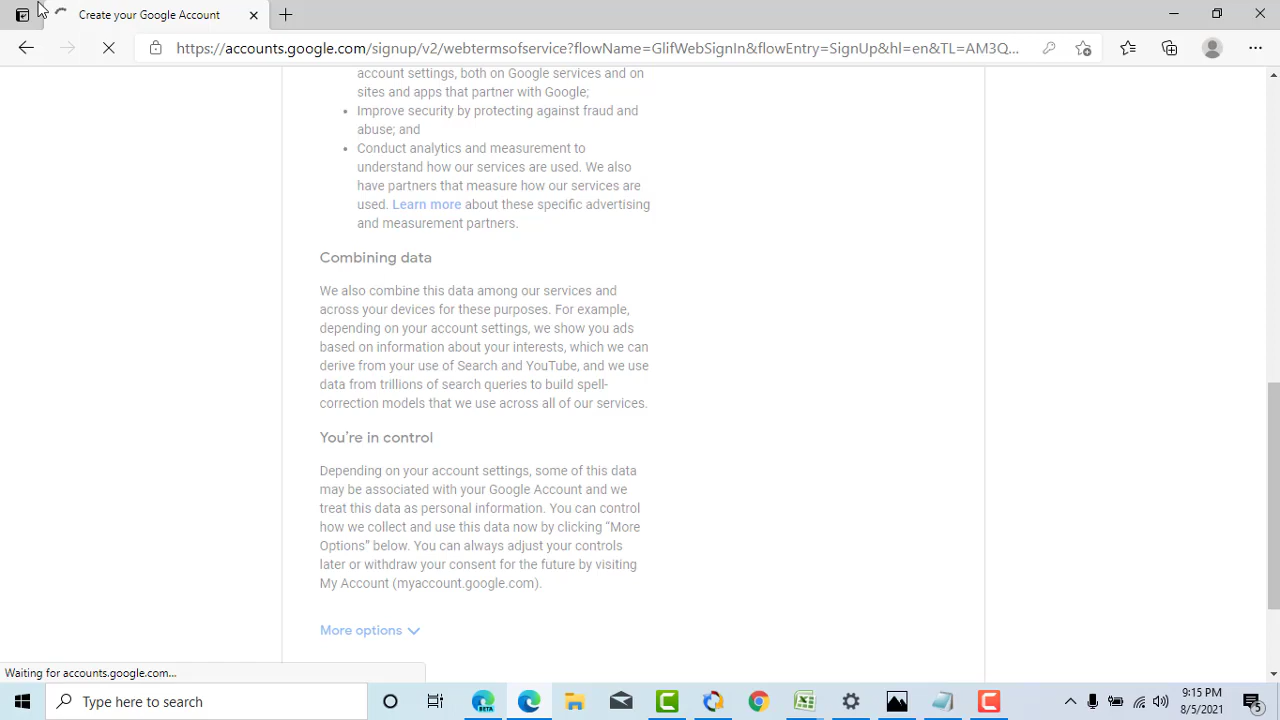 Create your Google Account
https://accounts.google.com/signup/v2/webtermsofservice?flowName=GlifWebSignIn&flowEntry=SignUp&hl=en&TL=AM3Q...
account settings, both on Google services and on
sites and apps that partner with Google;
• Improve security by protecting against fraud and
abuse; and
• Conduct analytics and measurement to
understand how our services are used. We also
have partners that measure how our services are
used. Learn more about these specific advertising
and measurement partners.
Combining data
We also combine this data among our services and
across your devices for these purposes. For example,
depending on your account settings, we show you ads
based on information about your interests, which we can
derive from your use of Search and YouTube, and we use
data from trillions of search queries to build spell-
correction models that we use across all of our services.
You’re in control
Depending on your account settings, some of this data
may be associated with your Google Account and we
treat this data as personal information. You can control
how we collect and use this data now by clicking “More
Options” below. You can always adjust your controls
later or withdraw your consent for the future by visiting
My Account (myaccount.google.com).
More options
Waiting for accounts.google.com...
Type here to search
BETA
9:15 PM
8/5/2021